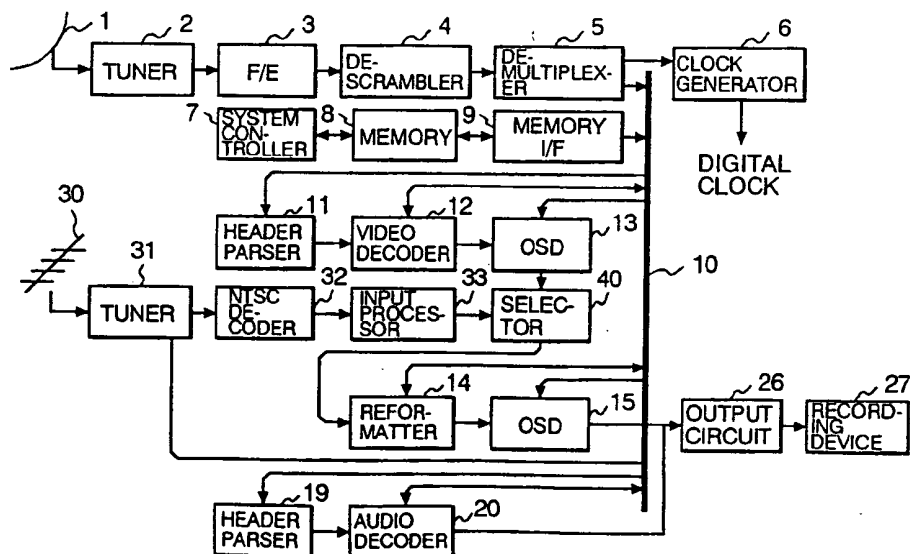 1
2
3
4
5
6
TUNER
F/E
DE-
SCRAMBLER
DE-
MULTIPLEX-
ER
CLOCK
GENERATOR
7
8
9
SYSTEM
CON-
TROLLER
MEMORY
MEMORY
I/F
DIGITAL
CLOCK
30
11
12
13
HEADER
PARSER
VIDEO
DECODER
OSD
10
31
32
33
40
TUNER
NTSC
DE-
CODER
INPUT
PROCES-
SOR
SELEC-
TOR
14
15
26
27
REFOR-
MATTER
OSD
OUTPUT
CIRCUIT
RECORD-
ING
DEVICE
19
20
HEADER
PARSER
AUDIO
DECODER